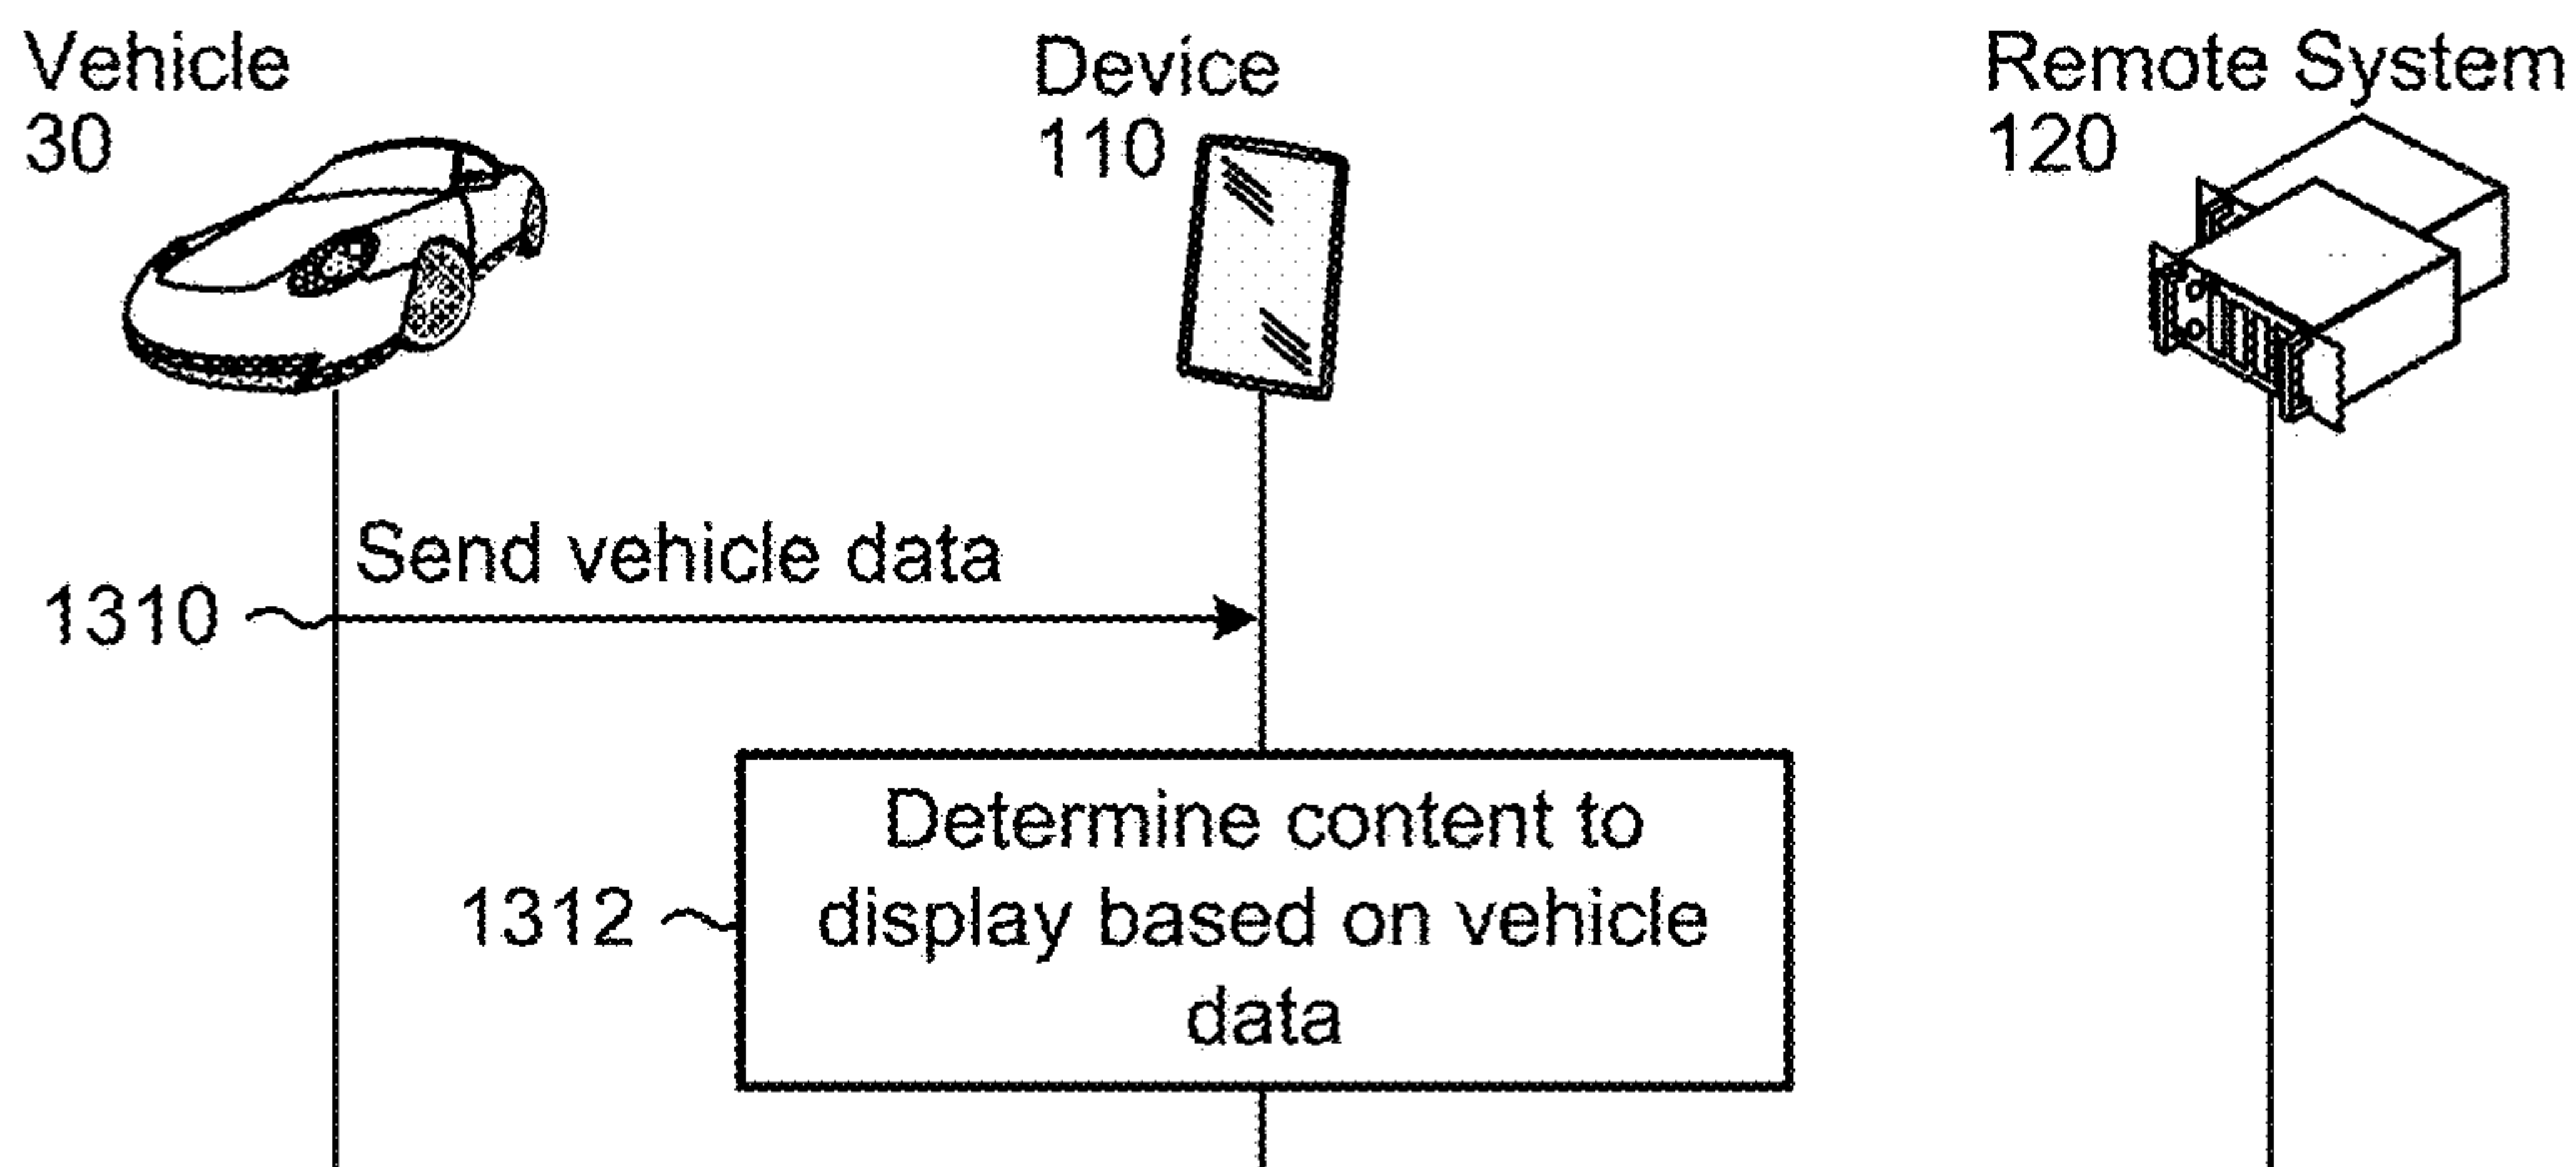 Vehicle
30
Device
110
Remote System
120
Send vehicle data
1310
Determine content to
1312
display based on vehicle
data